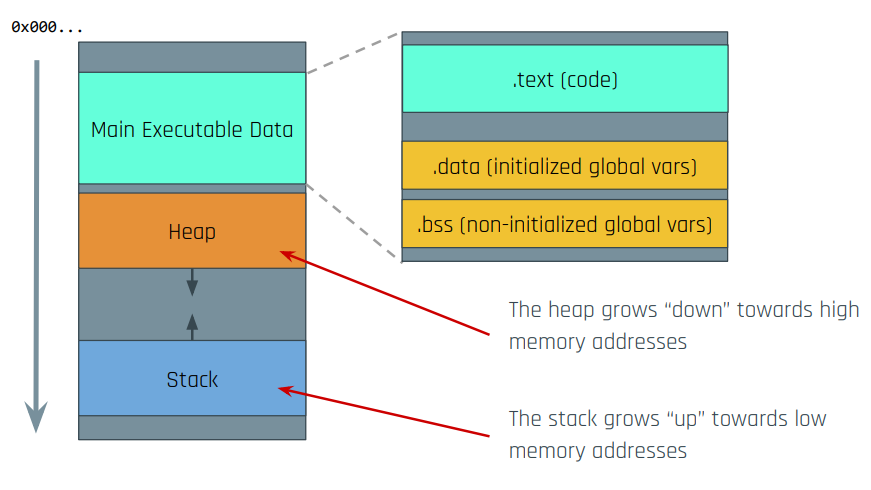 0x000...
Main Executable Data
Heap
Stack
.text (code)
.data (initialized global vars)
.bss (non-initialized global vars)
The heap grows “down” towards high
memory addresses
The stack grows “up” towards low
memory addresses